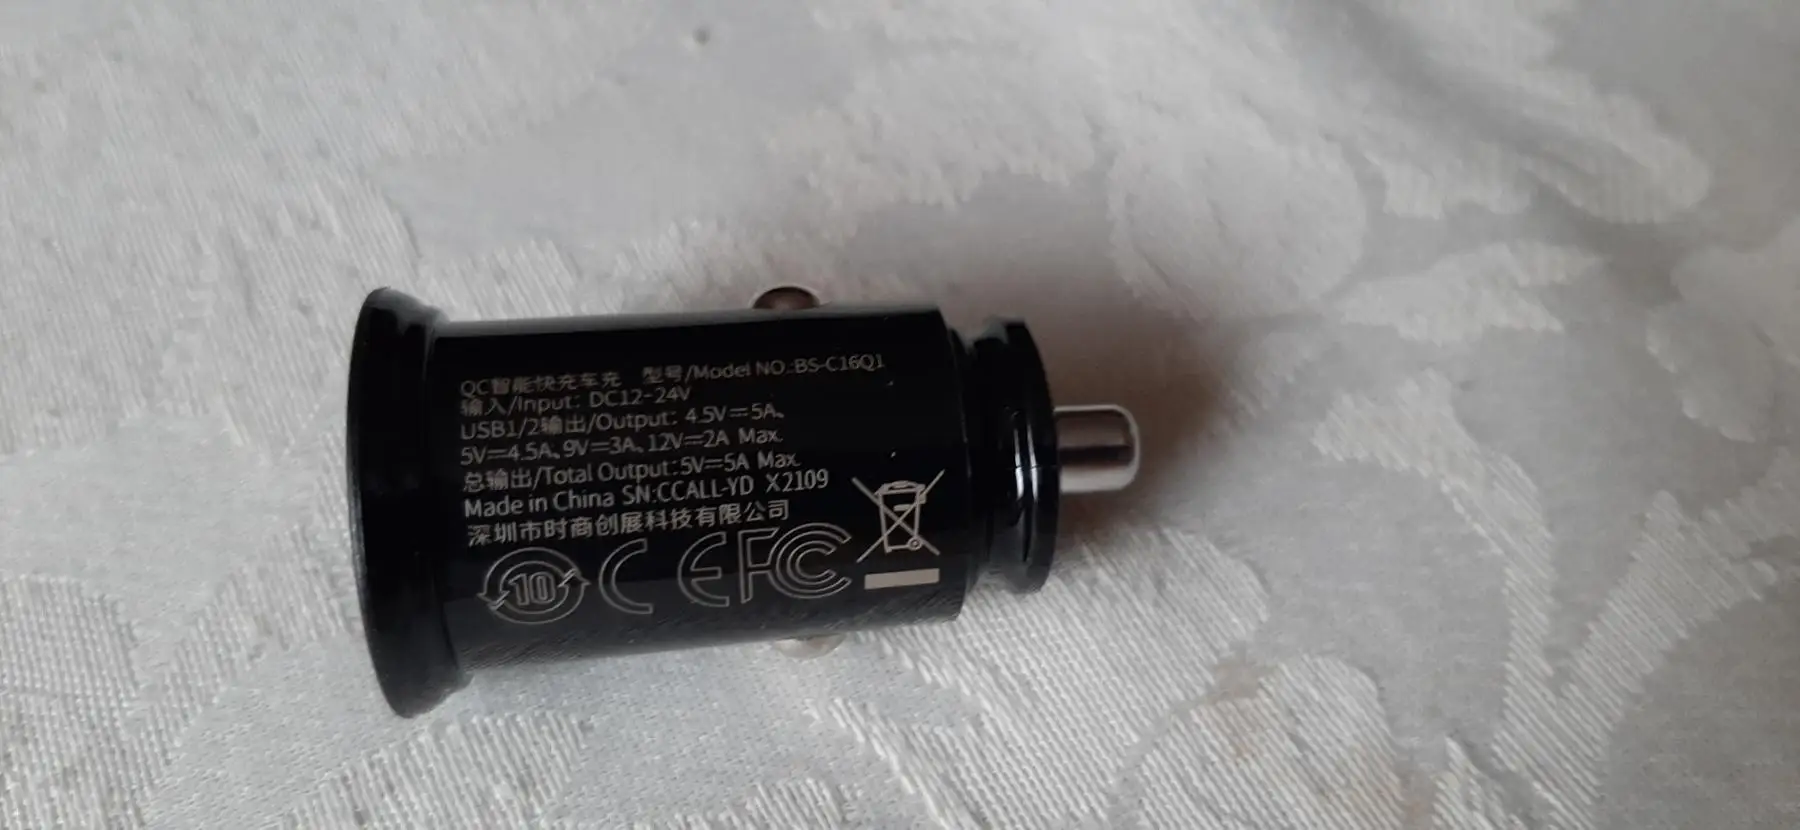 QC智能快充车充 型号/Model NO.:BS-C16Q1
输入/Input: DC12-24V
USB1/2输出/Output: 4.5V⎓5A、
5V⎓4.5A、9V⎓3A、12V⎓2A Max.
总输出/Total Output:5V⎓5A Max.
Made in China SN:CCALL-YD X2109
深圳市时商创展科技有限公司
10 CE FC